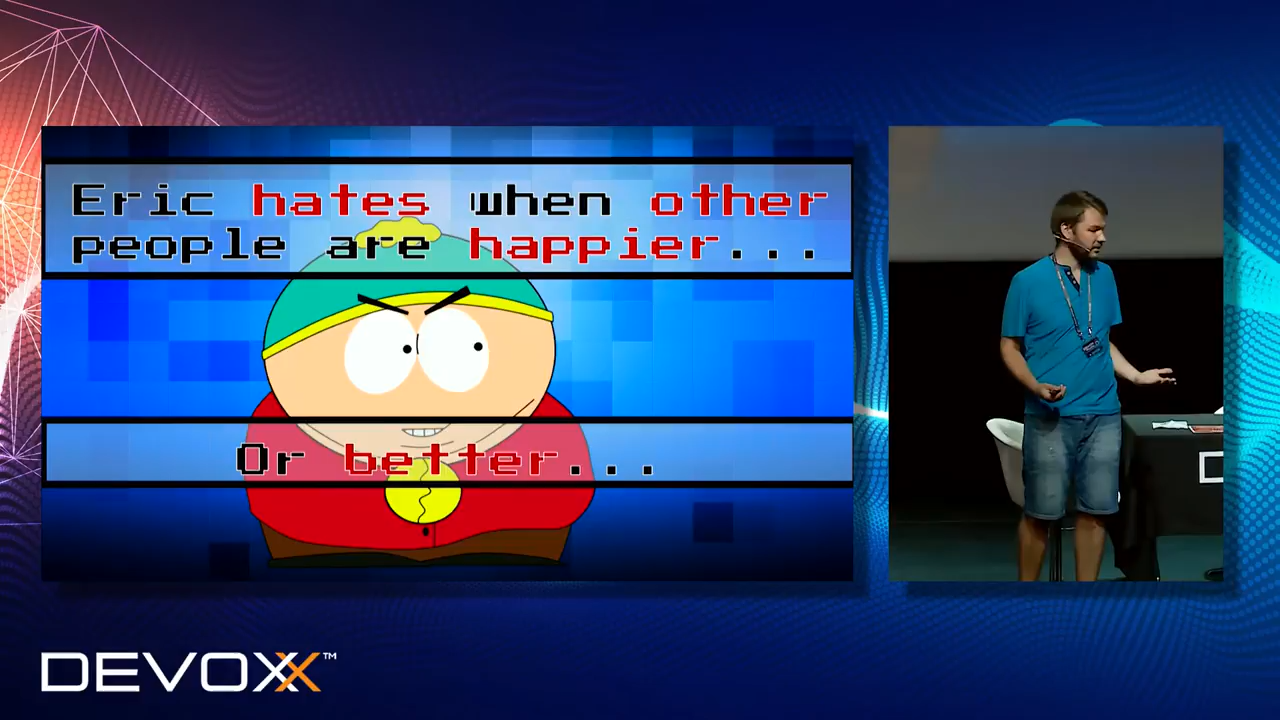 Eric hates when other
people are happier...
Or better...
DEVOXX™